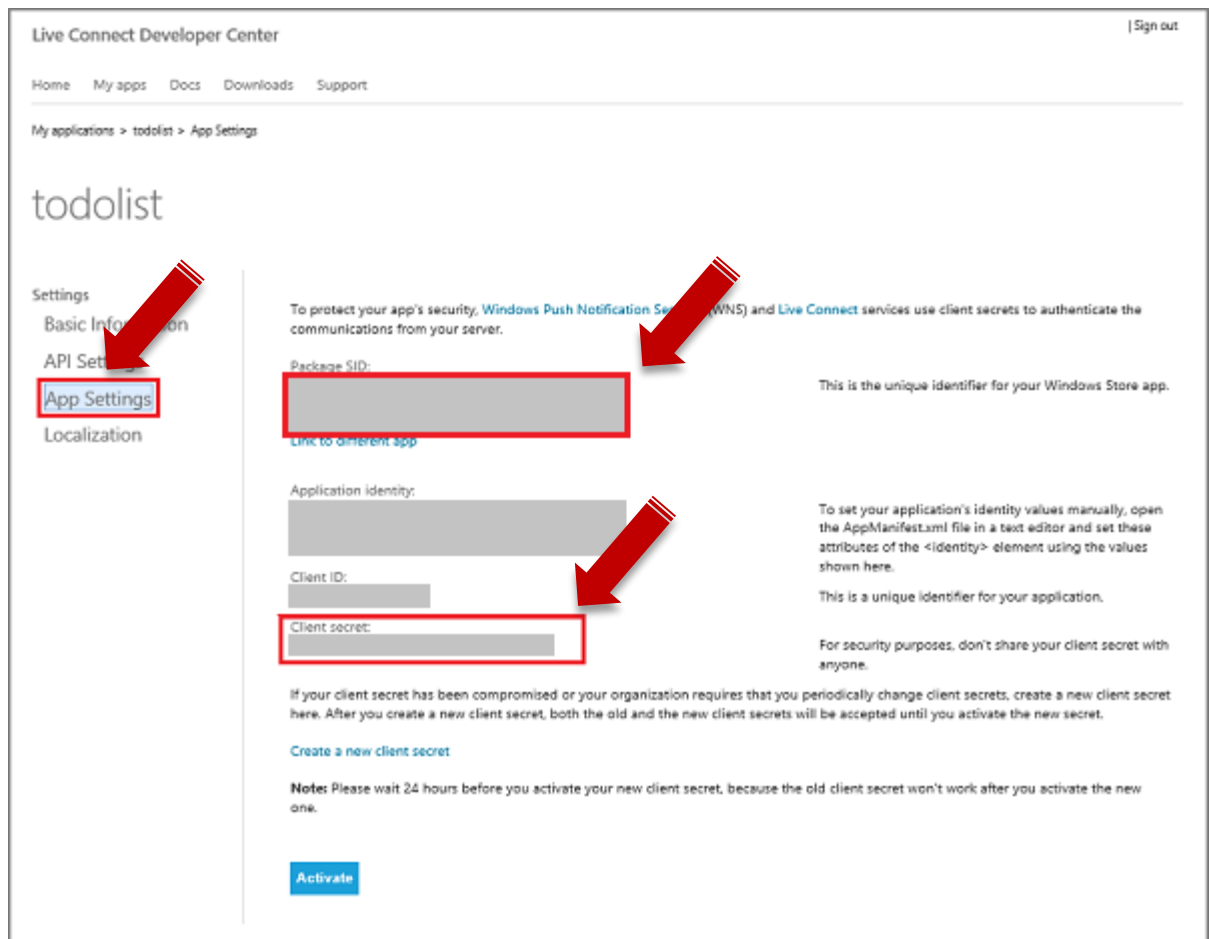 Live Connect Developer Center
| Sign out
Home My apps Docs Downloads Support
My applications > todolist > App Settings
todolist
Settings
Basic Information
API Settings
App Settings
Localization
To protect your app's security, Windows Push Notification Se (WNS) and Live Connect services use client secrets to authenticate the
communications from your server.
Package SID:
This is the unique identifier for your Windows Store app.
Link to different app
Application identity:
To set your application's identity values manually, open
the AppManifest.xml file in a text editor and set these
attributes of the <identity> element using the values
shown here.
Client ID:
This is a unique identifier for your application.
Client secret:
For security purposes, don't share your client secret with
anyone.
If your client secret has been compromised or your organization requires that you periodically change client secrets, create a new client secret
here. After you create a new client secret, both the old and the new client secrets will be accepted until you activate the new secret.
Create a new client secret
Note: Please wait 24 hours before you activate your new client secret, because the old client secret won't work after you activate the new
one.
Activate